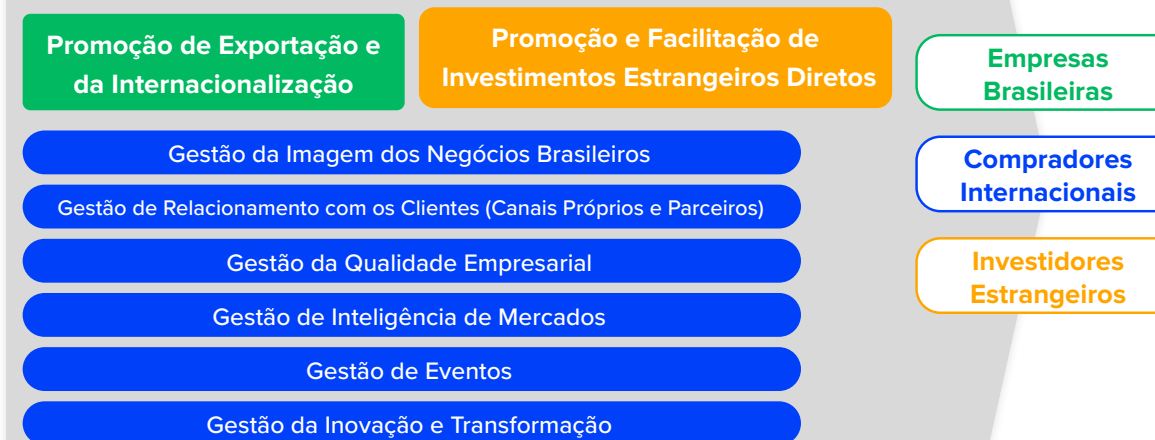 Promoção de Exportação e
da Internacionalização
Promoção e Facilitação de
Investimentos Estrangeiros Diretos
Gestão da Imagem dos Negócios Brasileiros
Gestão de Relacionamento com os Clientes (Canais Próprios e Parceiros)
Gestão da Qualidade Empresarial
Gestão de Inteligência de Mercados
Gestão de Eventos
Gestão da Inovação e Transformação
Empresas
Brasileiras
Compradores
Internacionais
Investidores
Estrangeiros